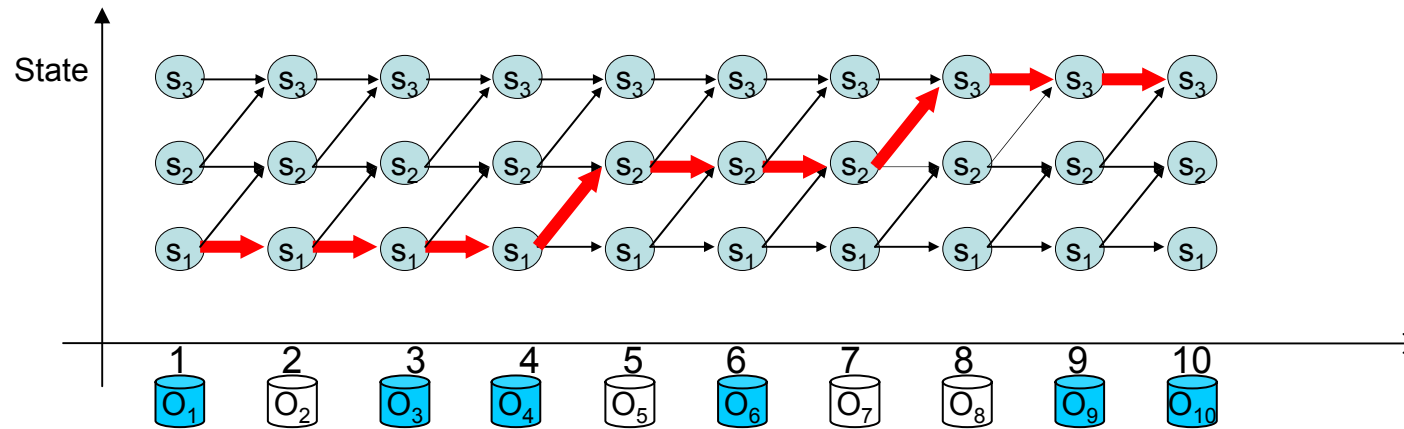 State
s₃ s₃ s₃ s₃ s₃ s₃ s₃ s₃ s₃ s₃
s₂ s₂ s₂ s₂ s₂ s₂ s₂ s₂ s₂ s₂
s₁ s₁ s₁ s₁ s₁ s₁ s₁ s₁ s₁ s₁
1 2 3 4 5 6 7 8 9 10
O₁ O₂ O₃ O₄ O₅ O₆ O₇ O₈ O₉ O₁₀